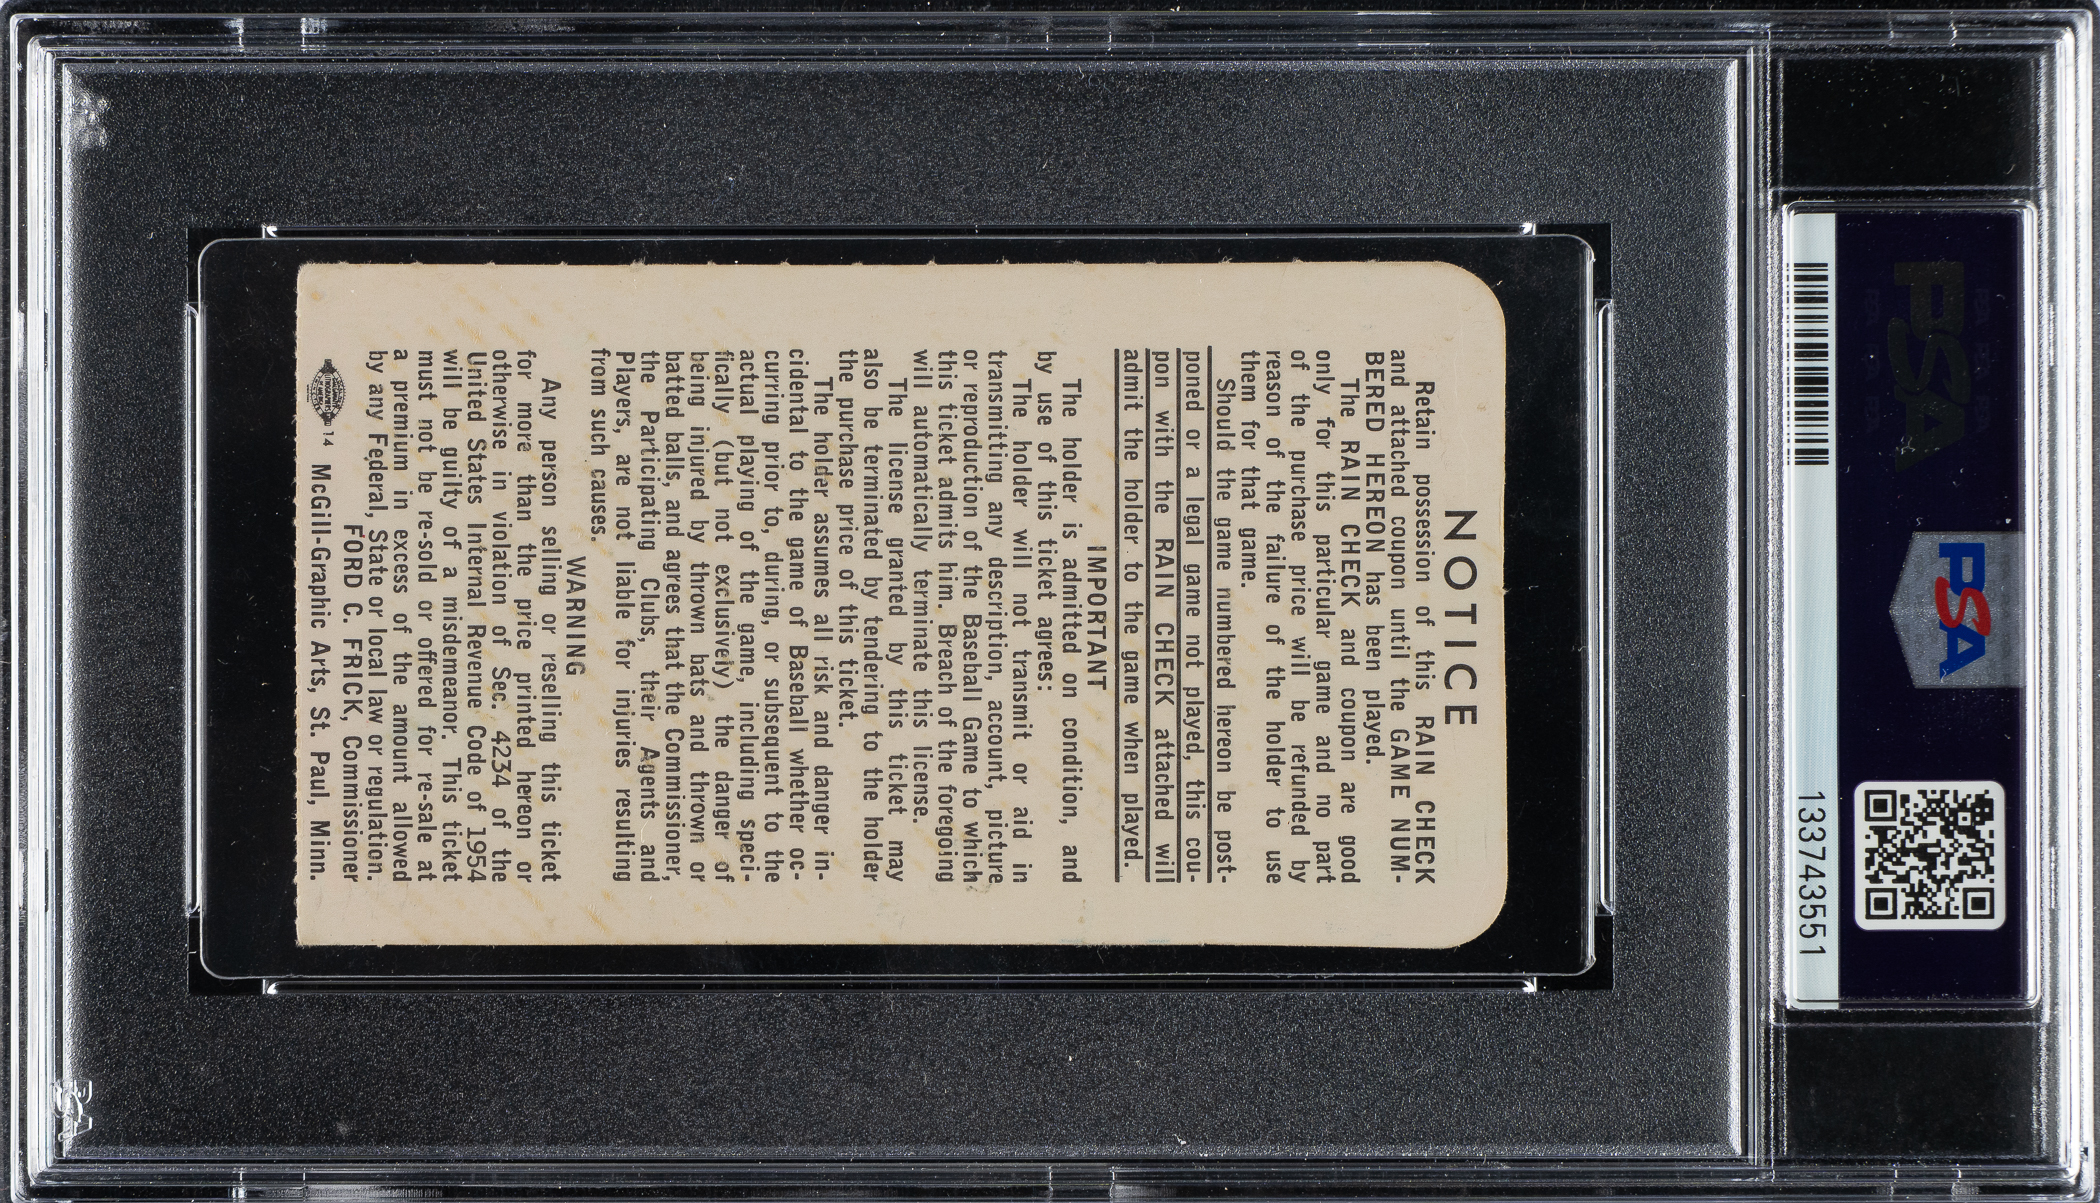 NOTICE
Retain possession of this RAIN CHECK
and attached coupon until the GAME NUM-
BERED HEREON has been played.
The RAIN CHECK and coupon are good
only for this particular game and no part
of the purchase price will be refunded by
reason of the failure of the holder to use
them for that game.
Should the game numbered hereon be post-
poned or a legal game not played, this cou-
pon with the RAIN CHECK attached will
admit the holder to the game when played.
IMPORTANT
The holder is admitted on condition, and
by use of this ticket agrees:
The holder will not transmit or aid in
transmitting any description, account, picture
or reproduction of the Baseball Game to which
this ticket admits him. Breach of the foregoing
will automatically terminate this license.
The license granted by this ticket may
also be terminated by tendering to the holder
the purchase price of this ticket.
The holder assumes all risk and danger in-
cidental to the game of Baseball whether oc-
curring prior to, during, or subsequent to the
actual playing of the game, including speci-
fically (but not exclusively) the danger of
being injured by thrown bats and thrown or
batted balls, and agrees that the Commissioner,
the Participating Clubs, their Agents and
Players, are not liable for injuries resulting
from such causes.
WARNING
Any person selling or reselling this ticket
for more than the price printed hereon or
otherwise in violation of Sec. 4234 of the
United States Internal Revenue Code of 1954
will be guilty of a misdemeanor. This ticket
must not be re-sold or offered for re-sale at
a premium in excess of the amount allowed
by any Federal, State or local law or regulation.
FORD C. FRICK, Commissioner
14 McGill-Graphic Arts, St. Paul, Minn.
PSA
PSA
133743551